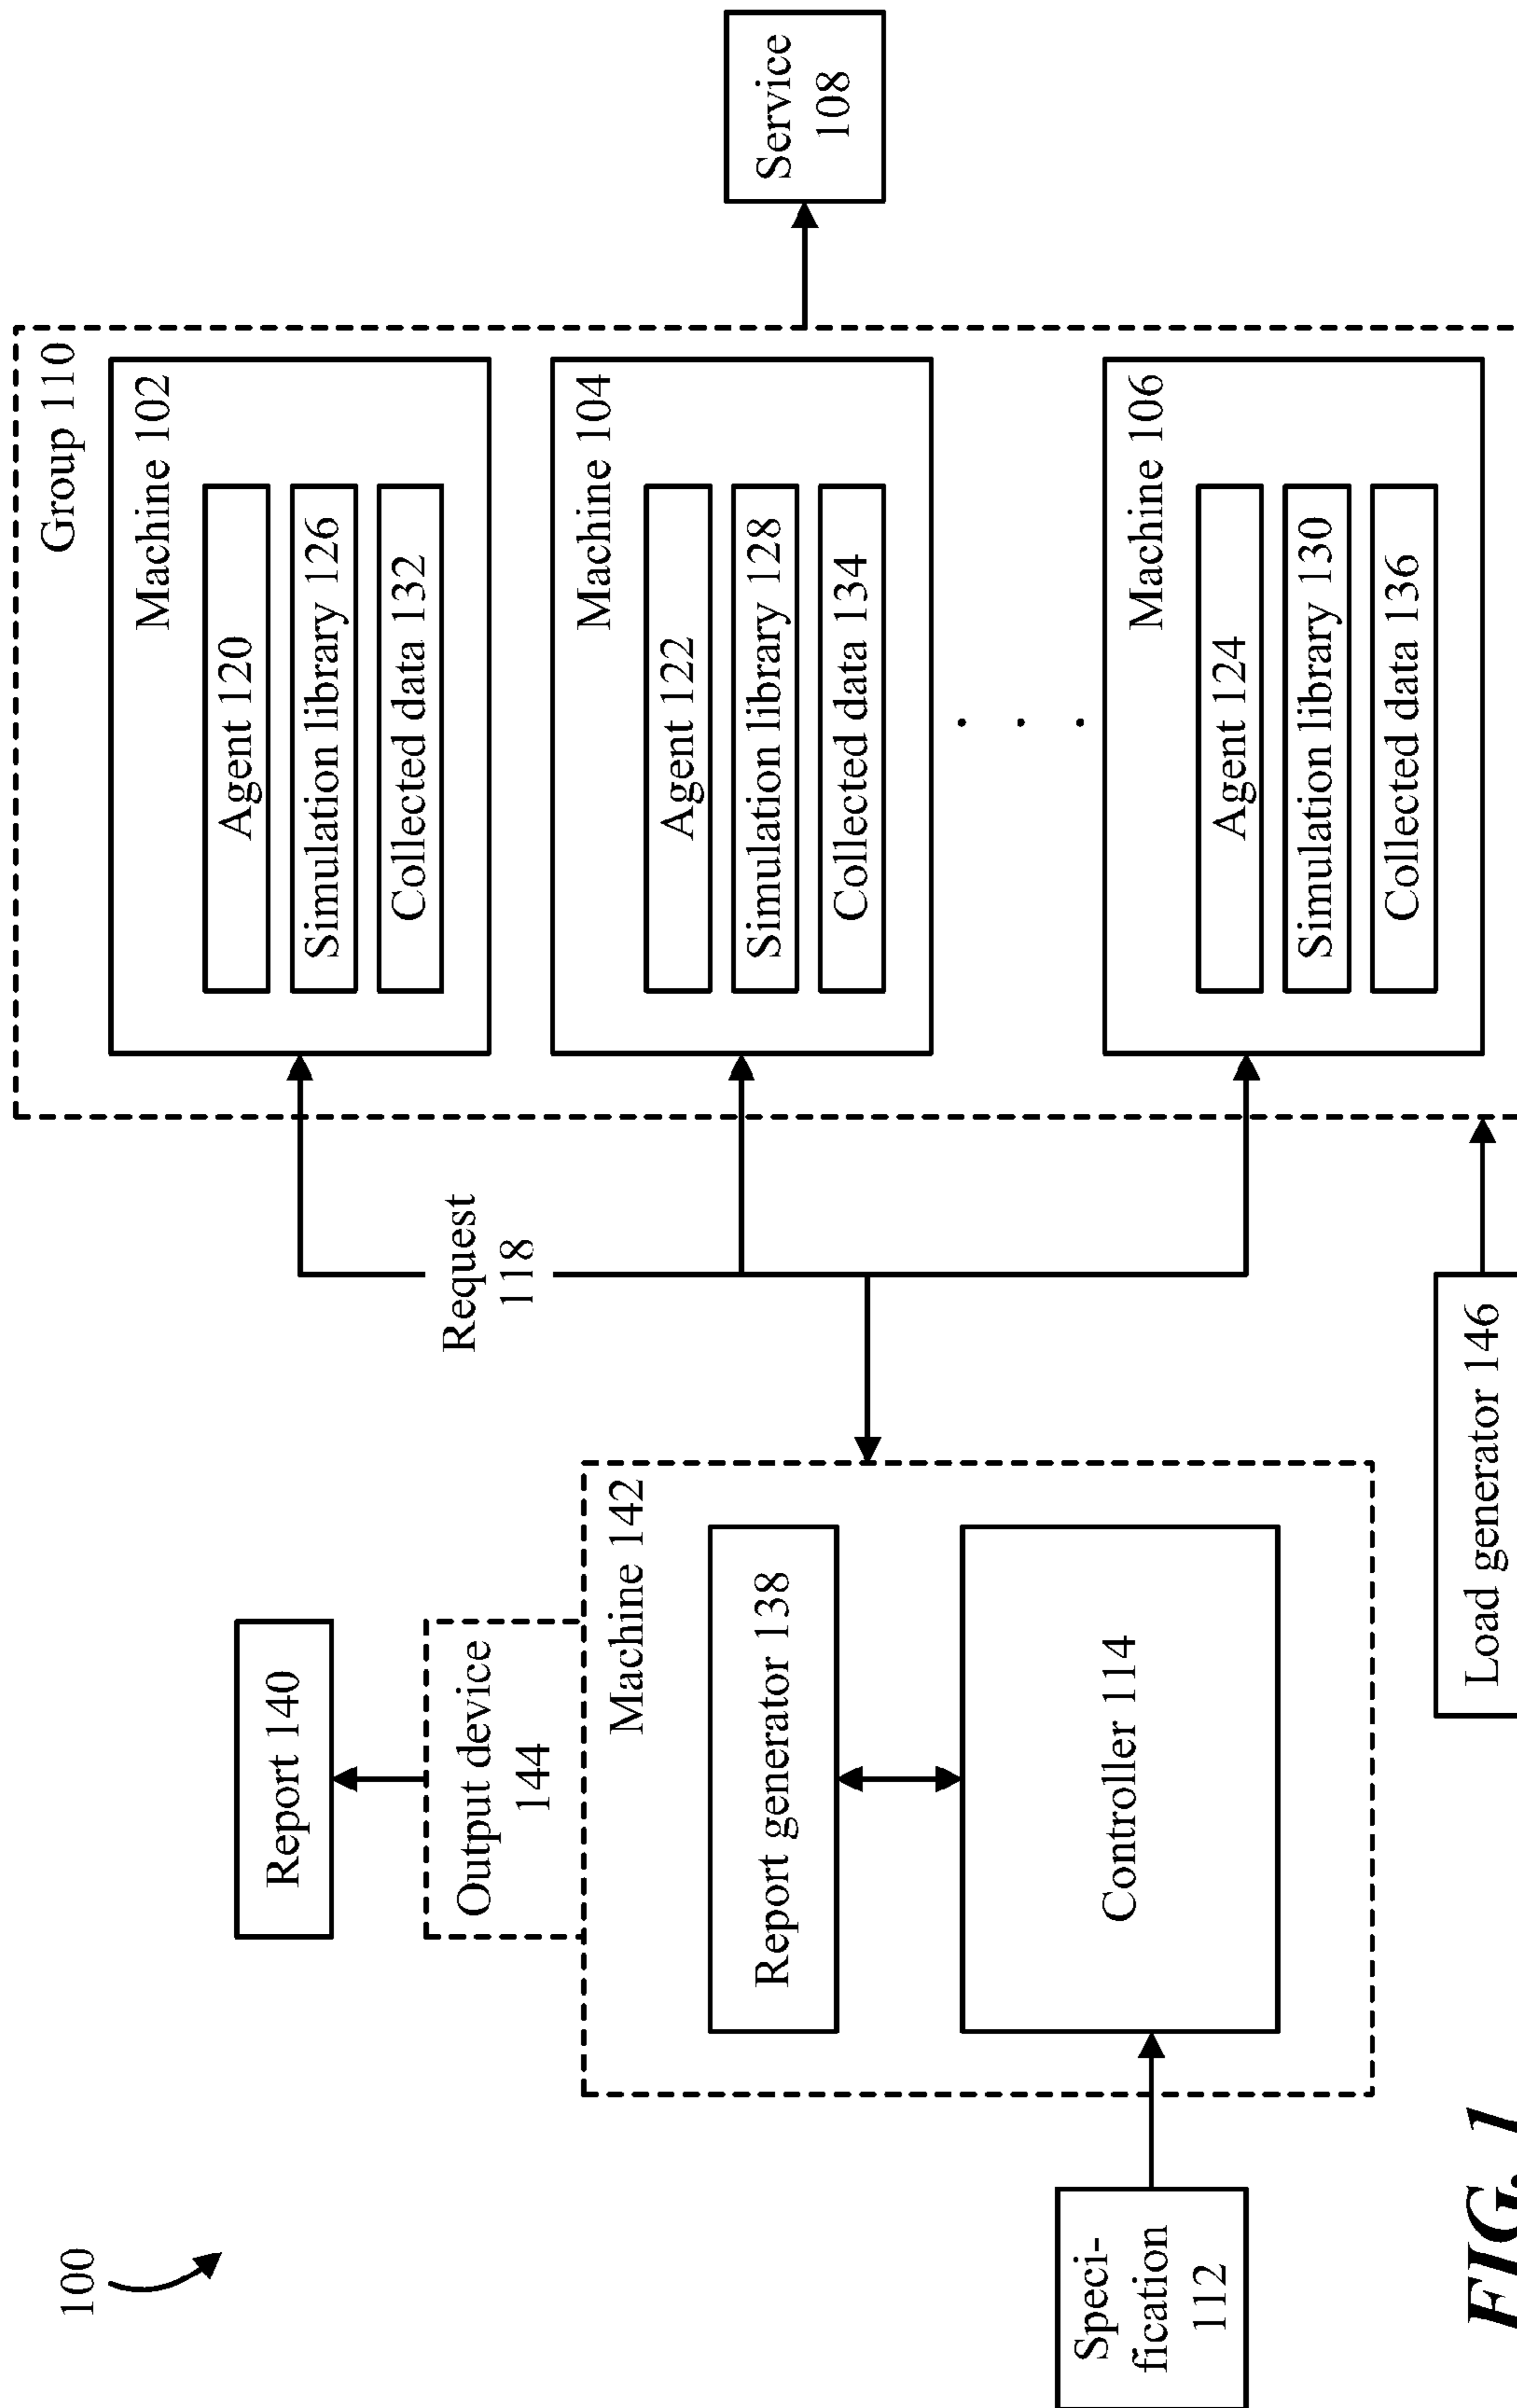 100
Group 110
Machine 102
Agent 120
Simulation library 126
Collected data 132
Request
118
Report 140
Output device
144
Machine 142
Report generator 138
Controller 114
Machine 104
Agent 122
Simulation library 128
Collected data 134
Service
108
. . .
Machine 106
Agent 124
Simulation library 130
Collected data 136
Speci-
fication
112
Load generator 146
FIG. 1